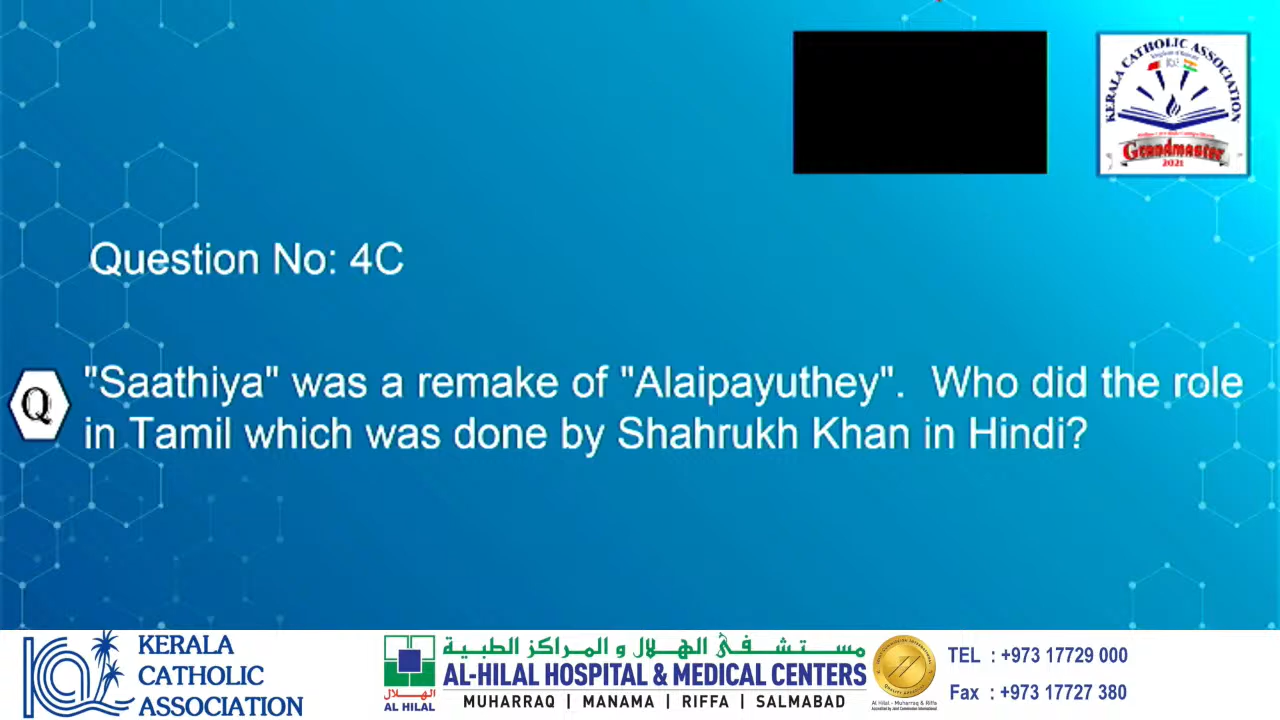 KERALA CATHOLIC ASSOCIATION
Grandmaster
2021
Question No: 4C
Q
"Saathiya" was a remake of "Alaipayuthey". Who did the role
in Tamil which was done by Shahrukh Khan in Hindi?
KCA
KERALA
CATHOLIC
ASSOCIATION
الهلال
AL HILAL
مستشفى الهلال و المراكز الطبية
AL-HILAL HOSPITAL & MEDICAL CENTERS
MUHARRAQ | MANAMA | RIFFA | SALMABAD
TEL : +973 17729 000
Fax : +973 17727 380